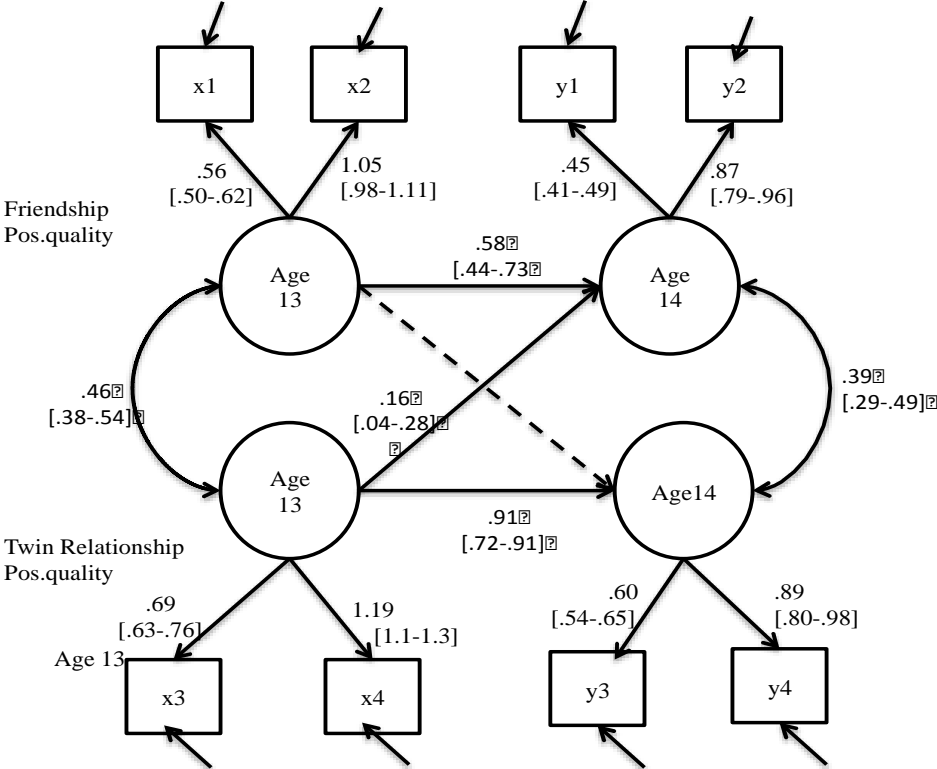 x1
x2
y1
y2
.56
[.50-.62]
1.05
[.98-1.11]
.45
[.41-.49]
.87
[.79-.96]
Friendship
Pos.quality
Age
13
.58⍰
[.44-.73⍰
Age
14
.46⍰
[.38-.54]⍰
.16⍰
[.04-.28]⍰
⍰
.39⍰
[.29-.49]⍰
Age
13
Age14
.91⍰
[.72-.91]⍰
Twin Relationship
Pos.quality
.69
[.63-.76]
1.19
[1.1-1.3]
.60
[.54-.65]
.89
[.80-.98]
Age 13
x3
x4
y3
y4